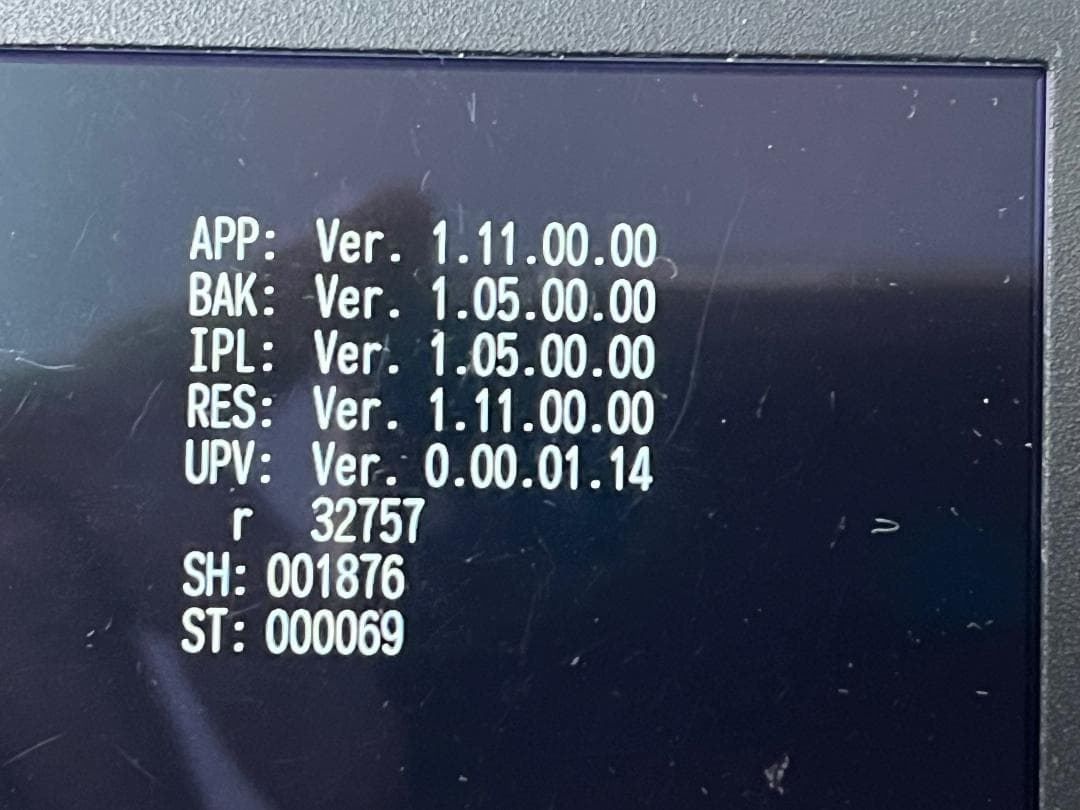 APP: Ver. 1.11.00.00
BAK: Ver. 1.05.00.00
IPL: Ver. 1.05.00.00
RES: Ver. 1.11.00.00
UPV: Ver. 0.00.01.14
r 32757
SH: 001876
ST: 000069